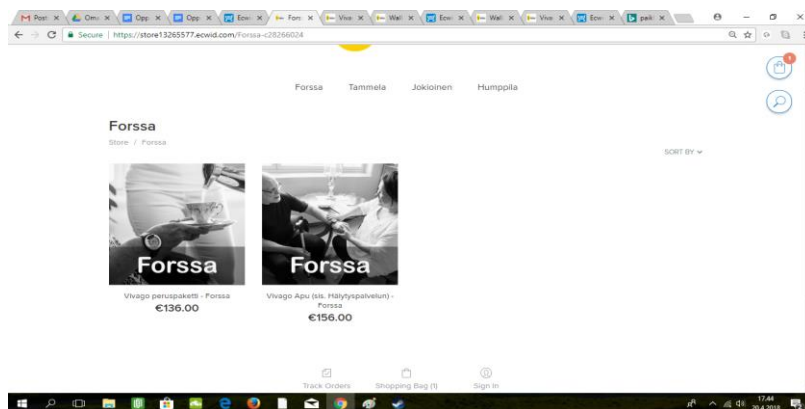 Secure | https://store13265577.ecwid.com/Forssa-c28266024
1
Forssa Tammela Jokioinen Humppila
Forssa
Store / Forssa
SORT BY
Forssa
Forssa
Vivago peruspaketti - Forssa
€136.00
Vivago Apu (sis. Hälytyspalvelun) -
Forssa
€156.00
Track Orders Shopping Bag (1) Sign In
17.44
20.4.2018